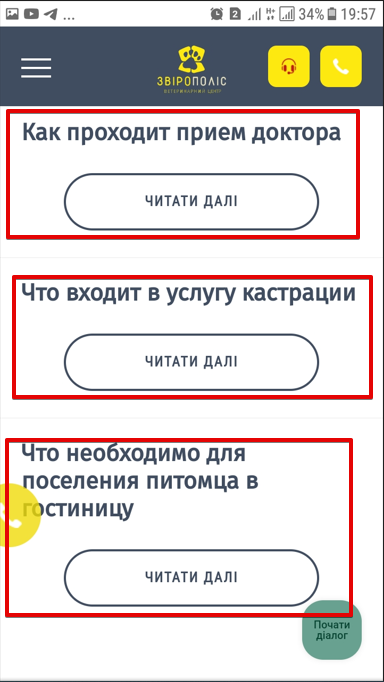 34% 19:57
ЗВІРОПОЛІС
ВЕТЕРИНАРНИЙ ЦЕНТР
Как проходит прием доктора
ЧИТАТИ ДАЛІ
Что входит в услугу кастрации
ЧИТАТИ ДАЛІ
Что необходимо для
поселения питомца в
гостиницу
ЧИТАТИ ДАЛІ
Почати
діалог